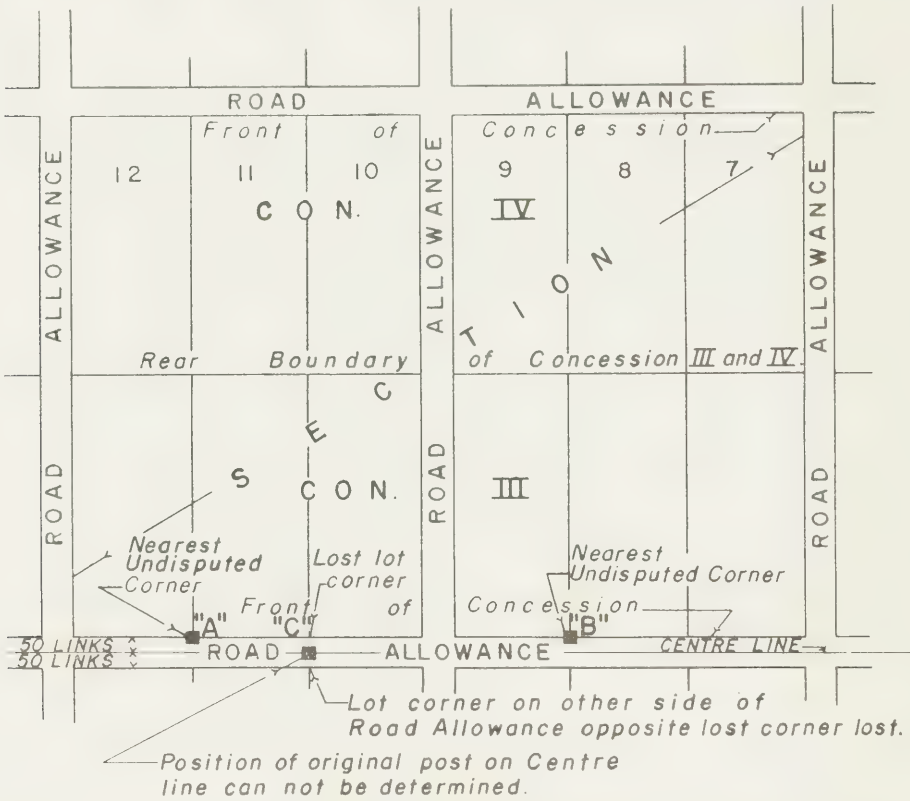 ROAD ALLOWANCE
Front of Concession
12 11 10 9 8 7
CON. IV
ROAD ALLOWANCE
ROAD ALLOWANCE
ROAD ALLOWANCE
SECTION
Rear Boundary of Concession III and IV.
CON. III
Nearest
Undisputed
Corner
Lost lot
corner
Nearest
Undisputed Corner
Front of Concession
"A" "C" "B"
50 LINKS
50 LINKS
ROAD ALLOWANCE
CENTRE LINE
Lot corner on other side of
Road Allowance opposite lost corner lost.
Position of original post on Centre
line can not be determined.